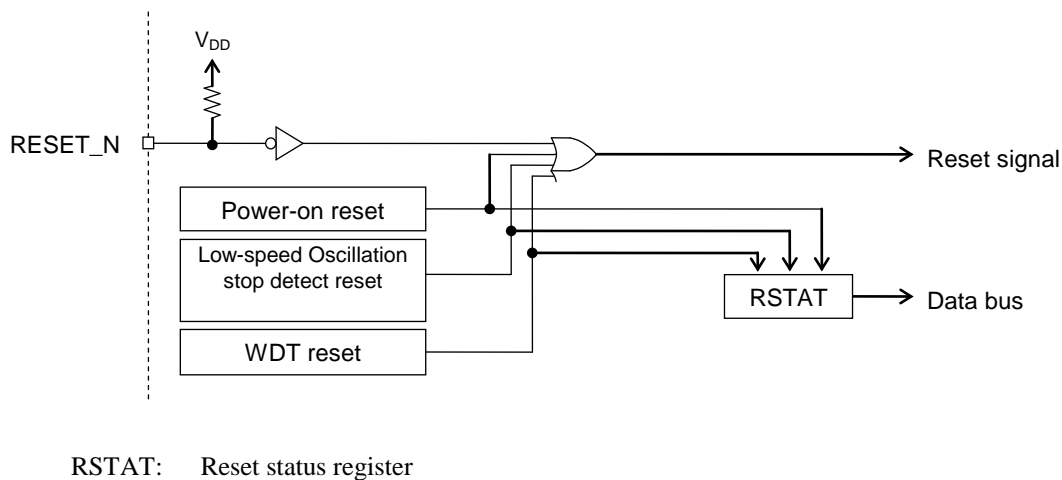 VDD
RESET_N
Reset signal
Power-on reset
Low-speed Oscillation
stop detect reset
RSTAT
Data bus
WDT reset
RSTAT: Reset status register